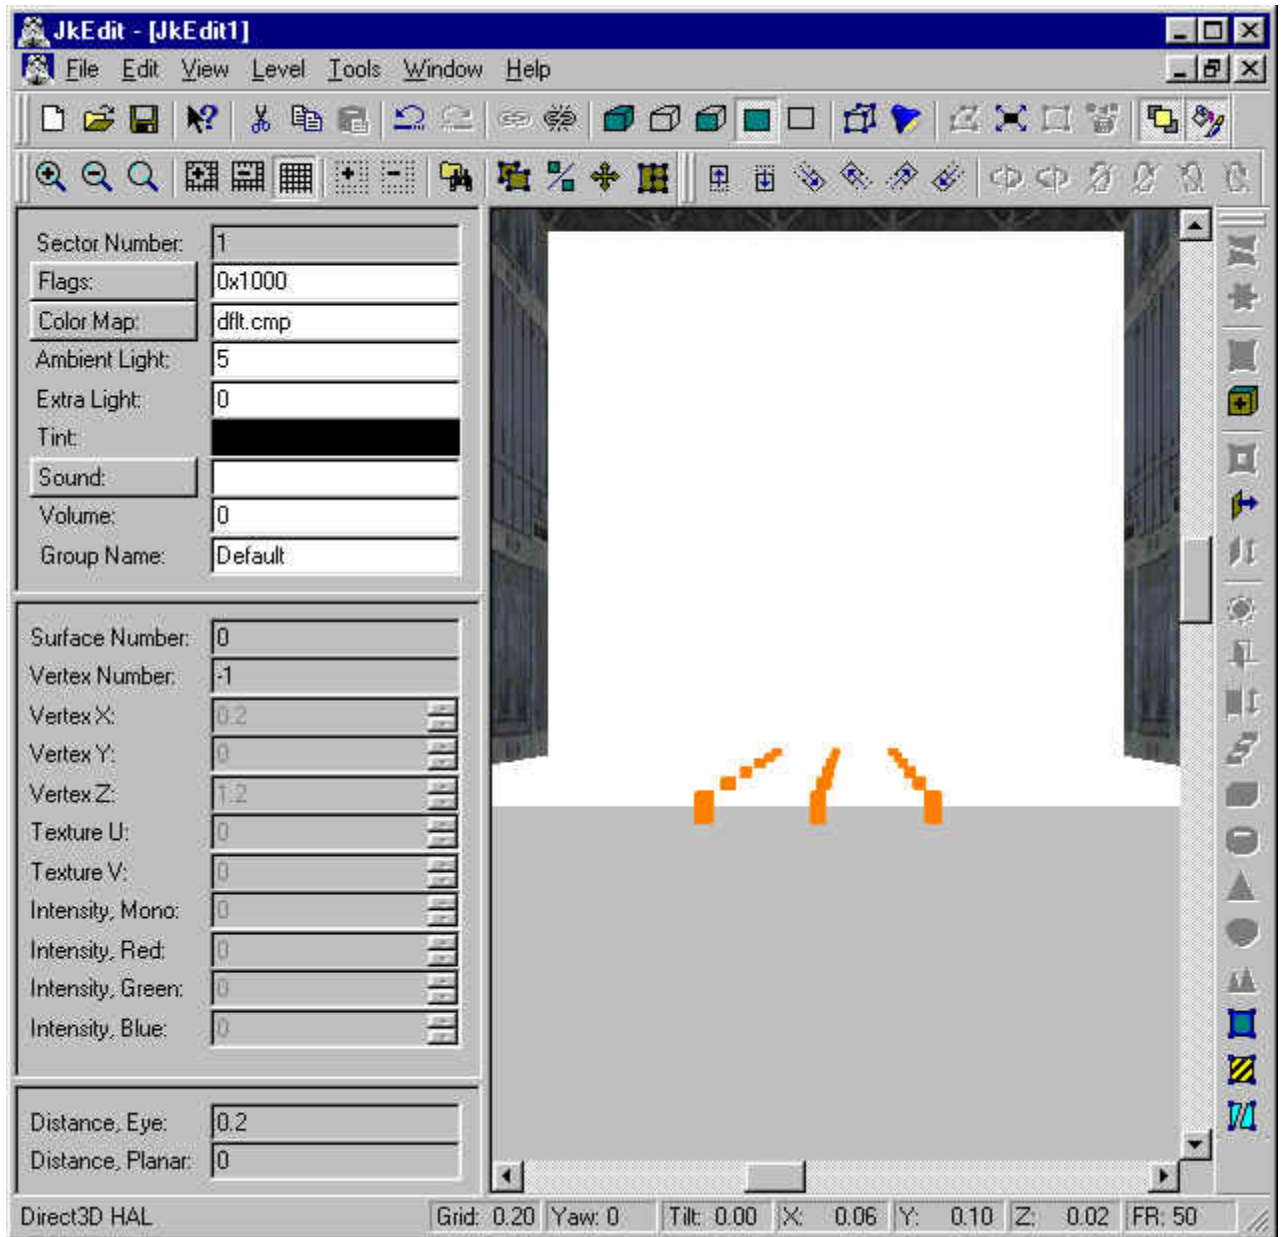 JkEdit - [JkEdit1]
File Edit View Level Tools Window Help
Sector Number: 1
Flags: 0x1000
Color Map: dflt.cmp
Ambient Light: 5
Extra Light: 0
Tint:
Sound:
Volume: 0
Group Name: Default
Surface Number: 0
Vertex Number: -1
Vertex X: 0.2
Vertex Y: 0
Vertex Z: 1.2
Texture U: 0
Texture V: 0
Intensity, Mono: 0
Intensity, Red: 0
Intensity, Green: 0
Intensity, Blue: 0
Distance, Eye: 0.2
Distance, Planar: 0
Direct3D HAL Grid: 0.20 Yaw: 0 Tilt: 0.00 X: 0.06 Y: 0.10 Z: 0.02 FR: 50